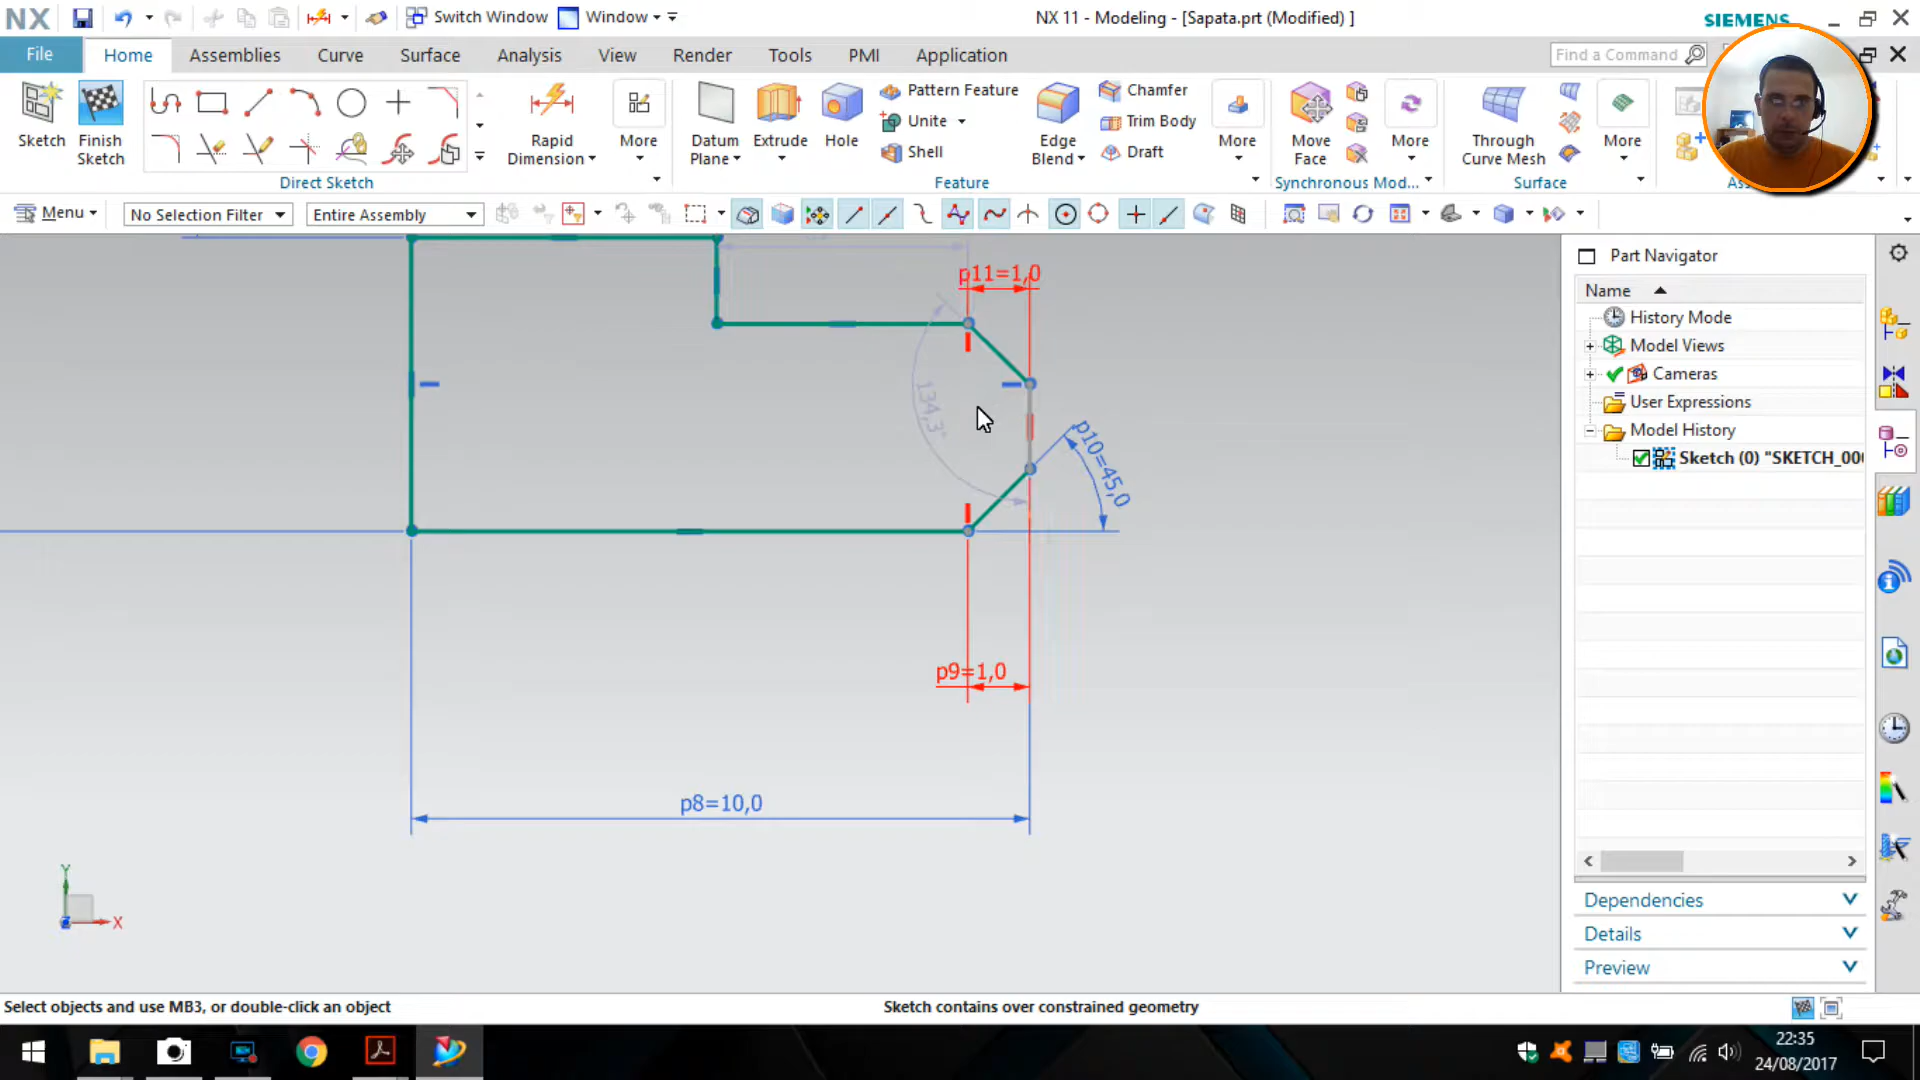 NX
Switch Window
Window
NX 11 - Modeling - [Sapata.prt (Modified) ]
SIEMENS
File
Home
Assemblies
Curve
Surface
Analysis
View
Render
Tools
PMI
Application
Find a Command
Sketch
Finish Sketch
Direct Sketch
Rapid Dimension
More
Datum Plane
Extrude
Hole
Pattern Feature
Unite
Shell
Edge Blend
Chamfer
Trim Body
Draft
More
Feature
Move Face
More
Synchronous Mod...
Through Curve Mesh
More
Surface
Menu
No Selection Filter
Entire Assembly
p11=1,0
134,3°
p10=45,0
p9=1,0
p8=10,0
Y
X
Part Navigator
Name
History Mode
Model Views
Cameras
User Expressions
Model History
Sketch (0) "SKETCH_00
Dependencies
Details
Preview
Select objects and use MB3, or double-click an object
Sketch contains over constrained geometry
22:35
24/08/2017